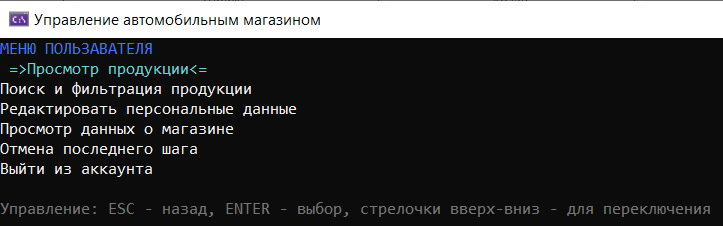 Управление автомобильным магазином
МЕНЮ ПОЛЬЗАВАТЕЛЯ
=>Просмотр продукции<=
Поиск и фильтрация продукции
Редактировать персональные данные
Просмотр данных о магазине
Отмена последнего шага
Выйти из аккаунта
Управление: ESC - назад, ENTER - выбор, стрелочки вверх-вниз - для переключения